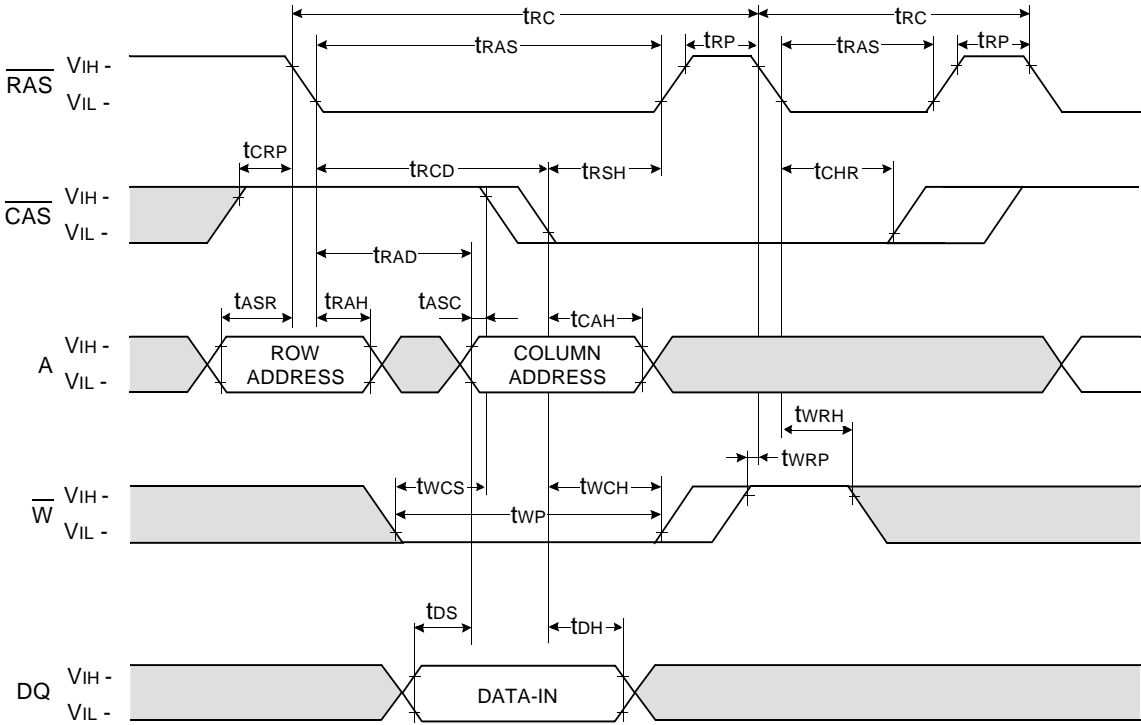 tRC tRC
tRAS tRP tRAS tRP
RAS VIH -
VIL -
tCRP tRCD tRSH tCHR
CAS VIH -
VIL -
tRAD
tASR tRAH tASC tCAH
A VIH -
VIL -
ROW ADDRESS
COLUMN ADDRESS
tWRH
tWRP
tWCS tWCH
W VIH -
VIL -
tWP
tDS tDH
DQ VIH -
VIL -
DATA-IN